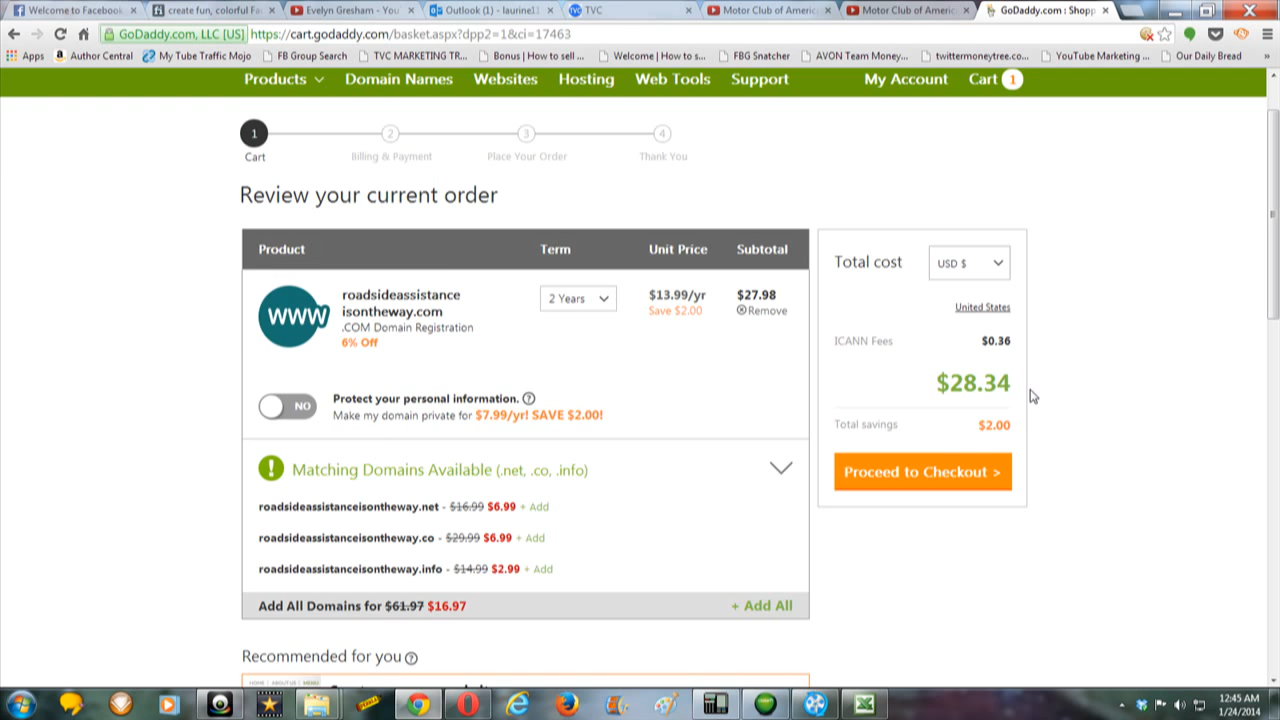 Welcome to Facebook
create fun, colorful Fa
Evelyn Gresham - You
Outlook (1) - laurine1
TVC
Motor Club of Americ
Motor Club of Americ
GoDaddy.com : Shopp
GoDaddy.com, LLC [US] https://cart.godaddy.com/basket.aspx?dpp2=1&ci=17463
Apps
Author Central
My Tube Traffic Mojo
FB Group Search
TVC MARKETING TR...
Bonus | How to sell ...
Welcome | How to s...
FBG Snatcher
AVON Team Money...
twittermoneytree.co...
YouTube Marketing ...
Our Daily Bread
»
Products
Domain Names
Websites
Hosting
Web Tools
Support
My Account
Cart 1
1
2
3
4
Cart
Billing & Payment
Place Your Order
Thank You
Review your current order
Product Term Unit Price Subtotal
WWW
roadsideassistance
isontheway.com
.COM Domain Registration
6% Off
2 Years
$13.99/yr
Save $2.00
$27.98
Remove
NO
Protect your personal information. ?
Make my domain private for $7.99/yr! SAVE $2.00!
! Matching Domains Available (.net, .co, .info)
roadsideassistanceisontheway.net - $16.99 $6.99 + Add
roadsideassistanceisontheway.co - $29.99 $6.99 + Add
roadsideassistanceisontheway.info - $14.99 $2.99 + Add
Add All Domains for $61.97 $16.97 + Add All
Total cost
USD $
United States
ICANN Fees $0.36
$28.34
Total savings $2.00
Proceed to Checkout >
Recommended for you ?
12:45 AM
1/24/2014